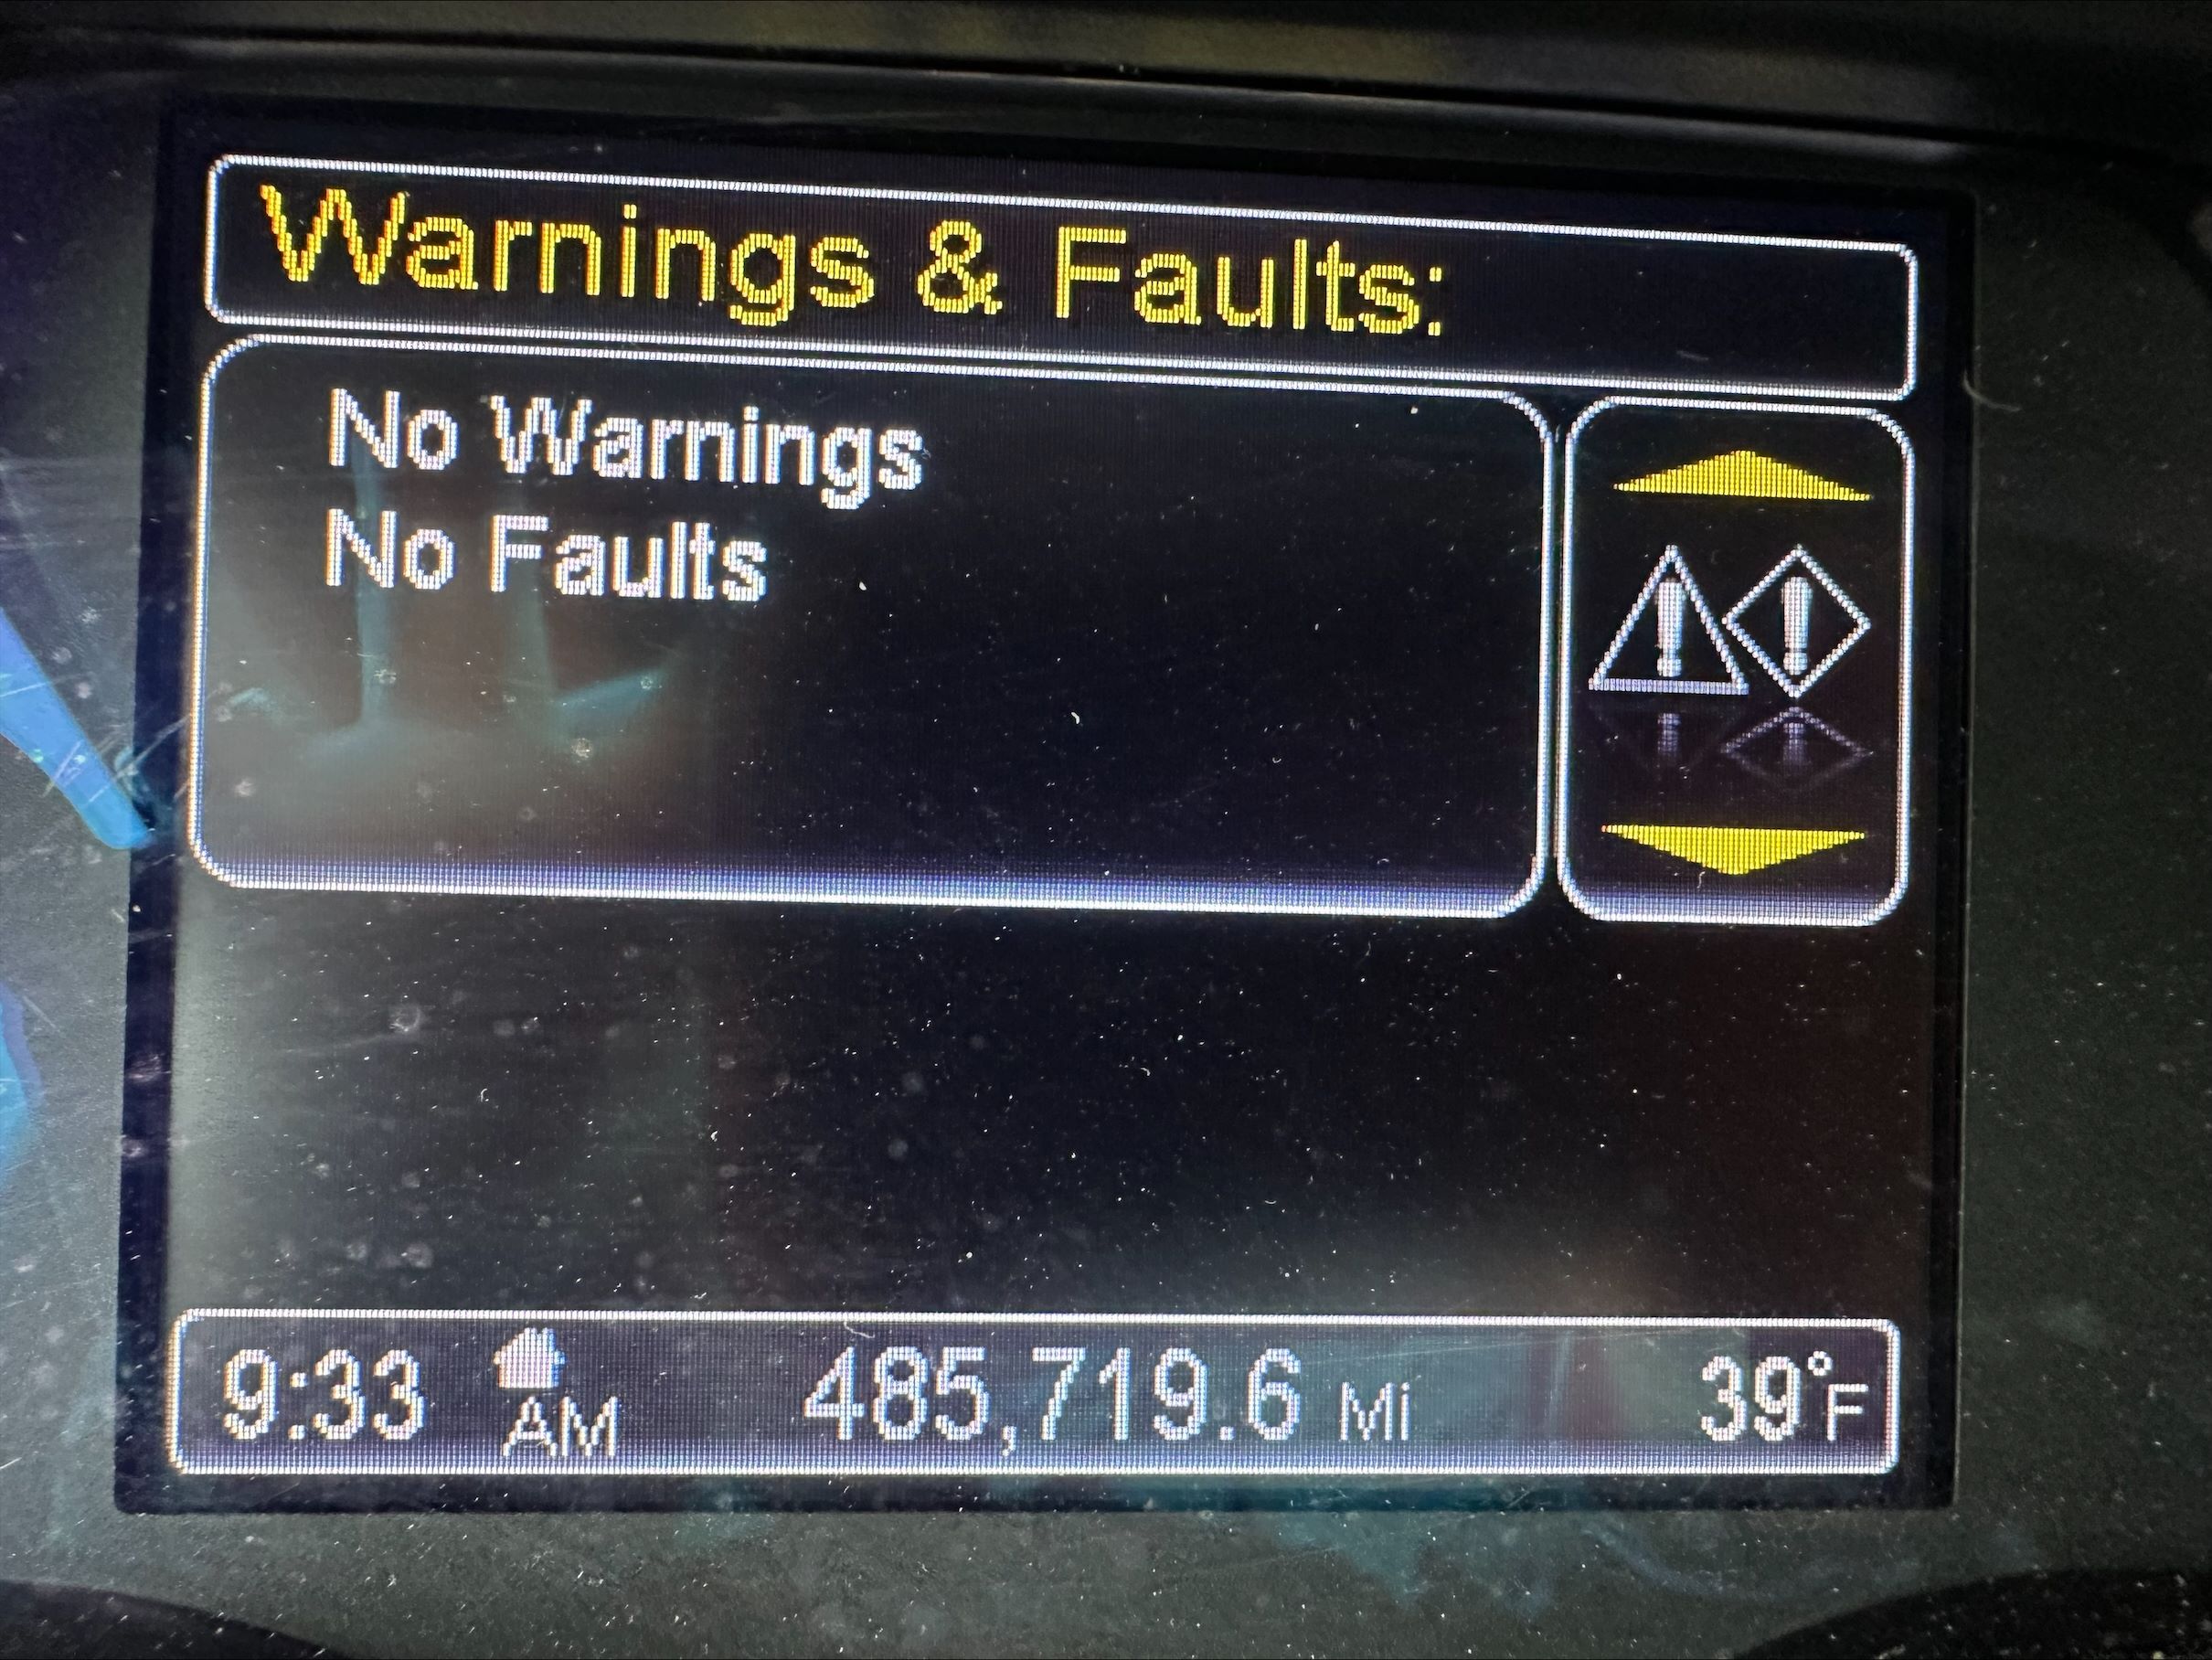 Warnings & Faults:
No Warnings
No Faults
9:33 AM 485,719.6 Mi 39°F